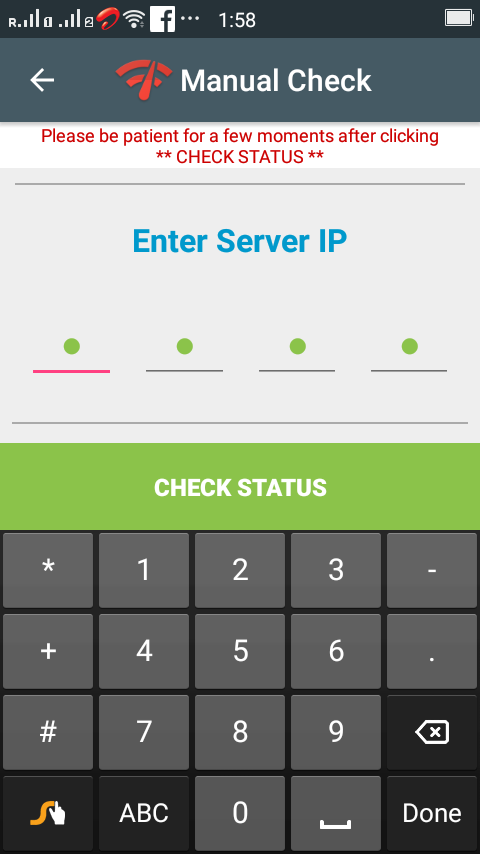 R 1 2 f ••• 1:58
Manual Check
Please be patient for a few moments after clicking
** CHECK STATUS **
Enter Server IP
CHECK STATUS
* 1 2 3 -
+ 4 5 6 .
# 7 8 9
ABC 0 Done